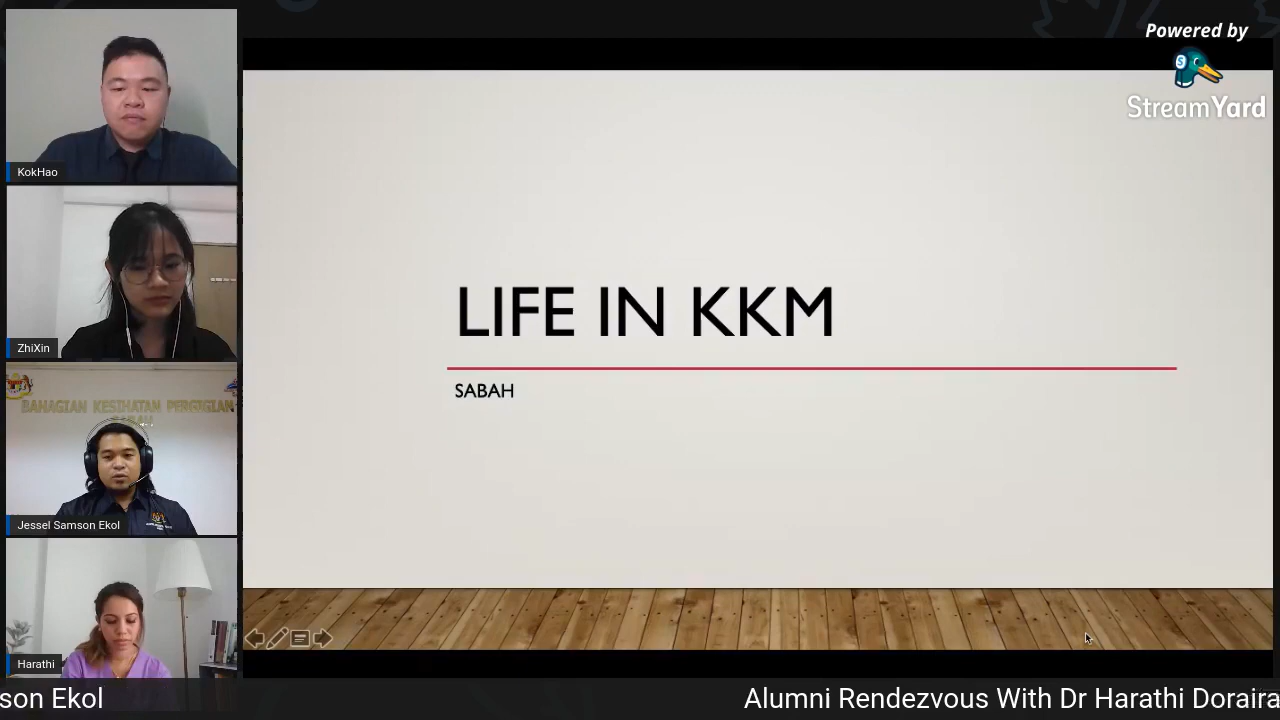 Powered by
StreamYard
KokHao
ZhiXin
BAHAGIAN KESIHATAN PERGIGIAN
SABAH
Jessel Samson Ekol
Harathi
LIFE IN KKM
SABAH
son Ekol
Alumni Rendezvous With Dr Harathi Doraira